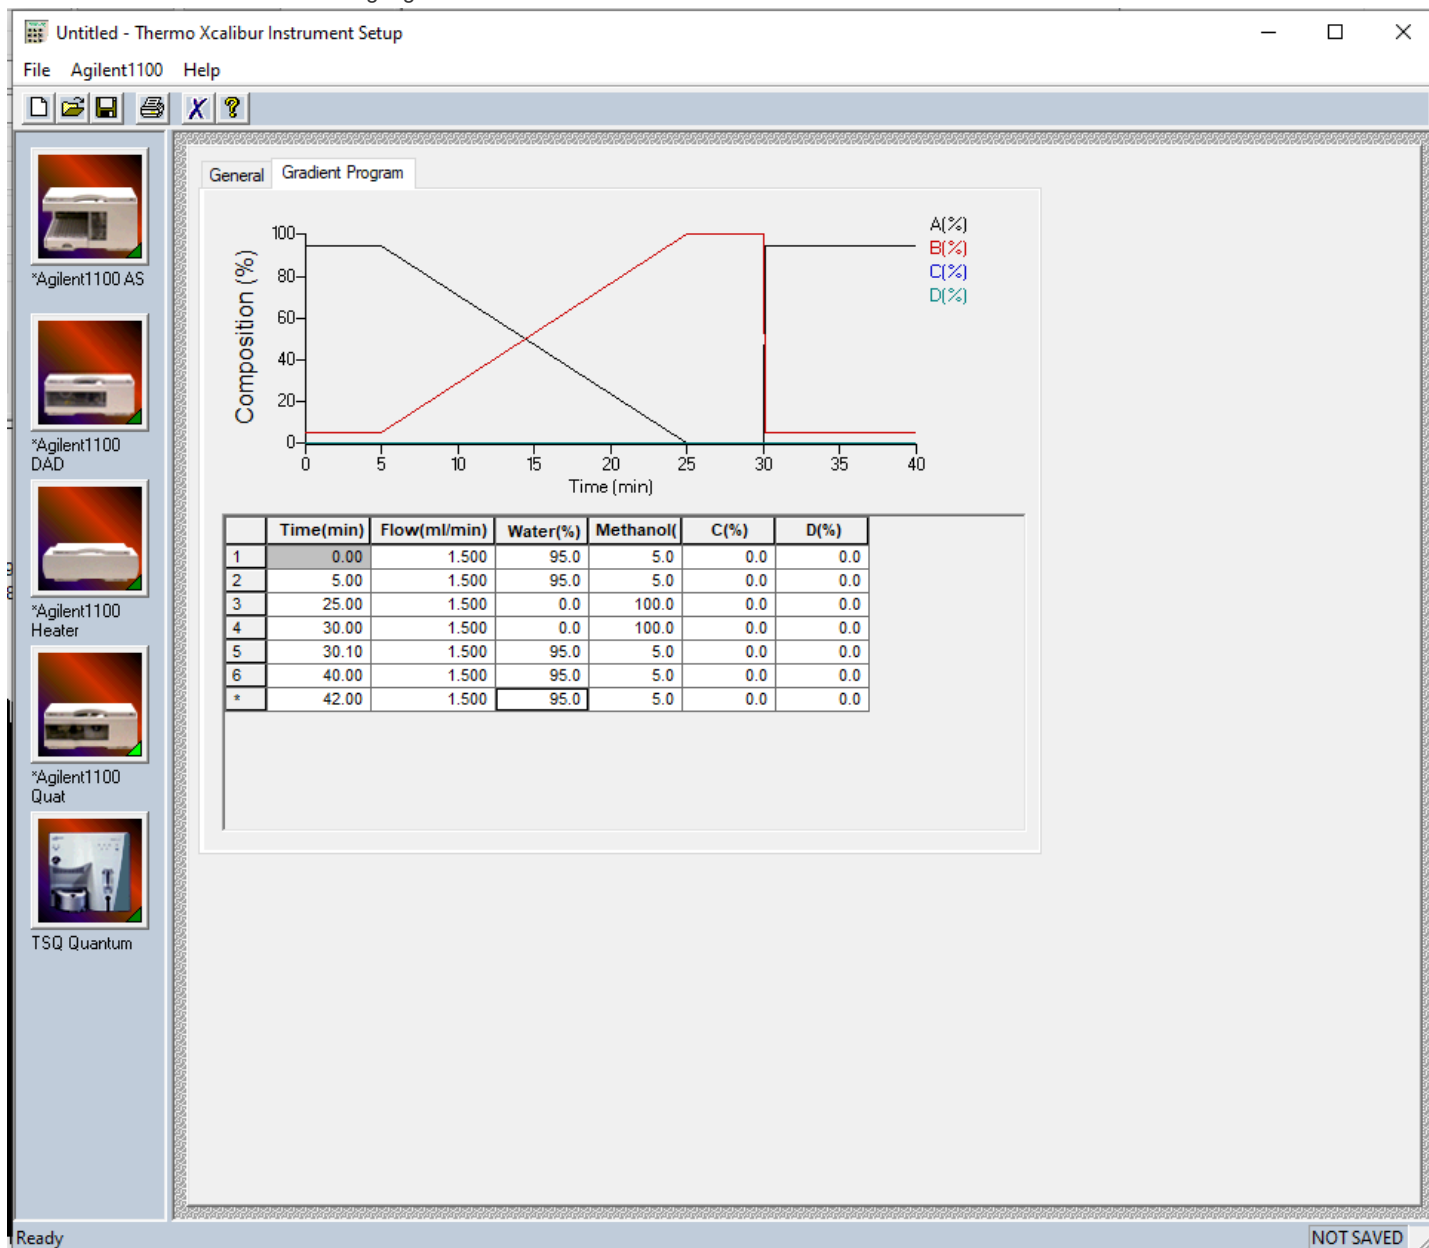 Untitled - Thermo Xcalibur Instrument Setup
File Agilent1100 Help
*Agilent1100 AS
*Agilent1100
DAD
*Agilent1100
Heater
*Agilent1100
Quat
TSQ Quantum
General Gradient Program
Composition (%)
100
80
60
40
20
0
0 5 10 15 20 25 30 35 40
Time (min)
A(%)
B(%)
C(%)
D(%)
Time(min) Flow(ml/min) Water(%) Methanol( C(%) D(%)
1 0.00 1.500 95.0 5.0 0.0 0.0
2 5.00 1.500 95.0 5.0 0.0 0.0
3 25.00 1.500 0.0 100.0 0.0 0.0
4 30.00 1.500 0.0 100.0 0.0 0.0
5 30.10 1.500 95.0 5.0 0.0 0.0
6 40.00 1.500 95.0 5.0 0.0 0.0
* 42.00 1.500 95.0 5.0 0.0 0.0
Ready NOT SAVED